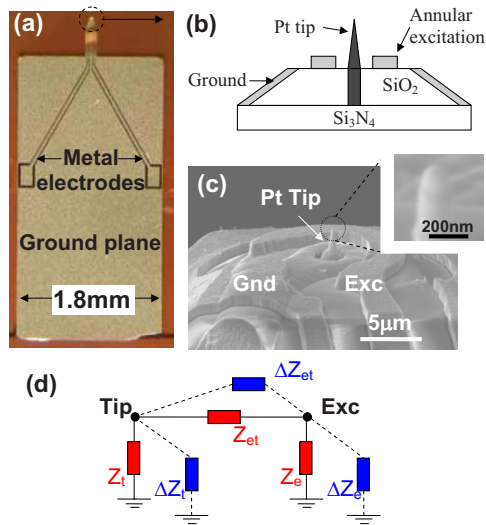 (a)
Metal
electrodes
Ground plane
1.8mm
(b)
Pt tip
Annular
excitation
Ground
SiO₂
Si₃N₄
(c)
Pt Tip
Gnd
Exc
5μm
200nm
(d)
ΔZet
Tip
Exc
Zet
Zt
ΔZt
Ze
ΔZe